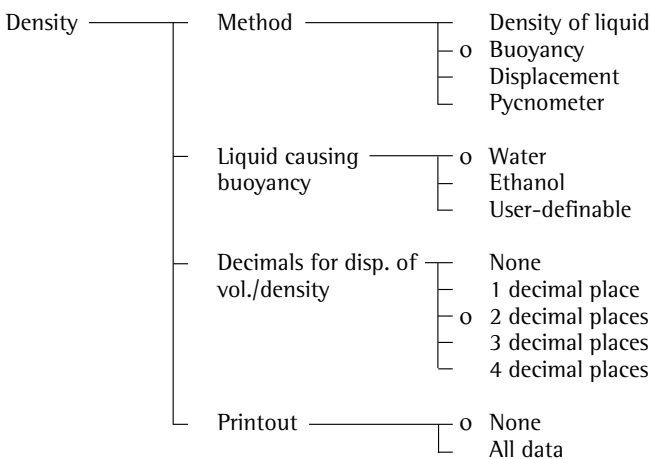 Density Method Density of liquid
o Buoyancy
Displacement
Pycnometer
Liquid causing o Water
buoyancy Ethanol
User-definable
Decimals for disp. of None
vol./density 1 decimal place
o 2 decimal places
3 decimal places
4 decimal places
Printout o None
All data